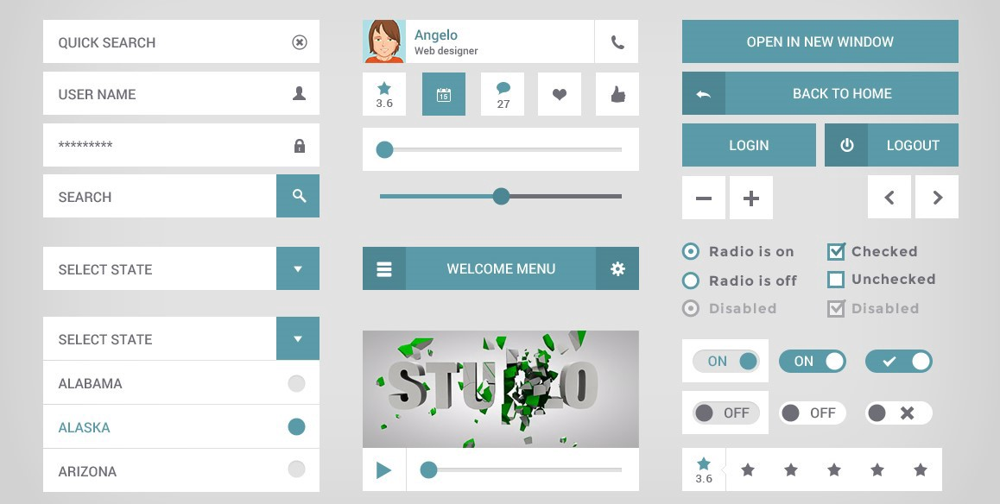 QUICK SEARCH
USER NAME
*********
SEARCH
SELECT STATE
SELECT STATE
ALABAMA
ALASKA
ARIZONA
Angelo
Web designer
3.6
15
27
WELCOME MENU
STUDIO
OPEN IN NEW WINDOW
BACK TO HOME
LOGIN
LOGOUT
Radio is on
Checked
Radio is off
Unchecked
Disabled
Disabled
ON
ON
OFF
OFF
3.6